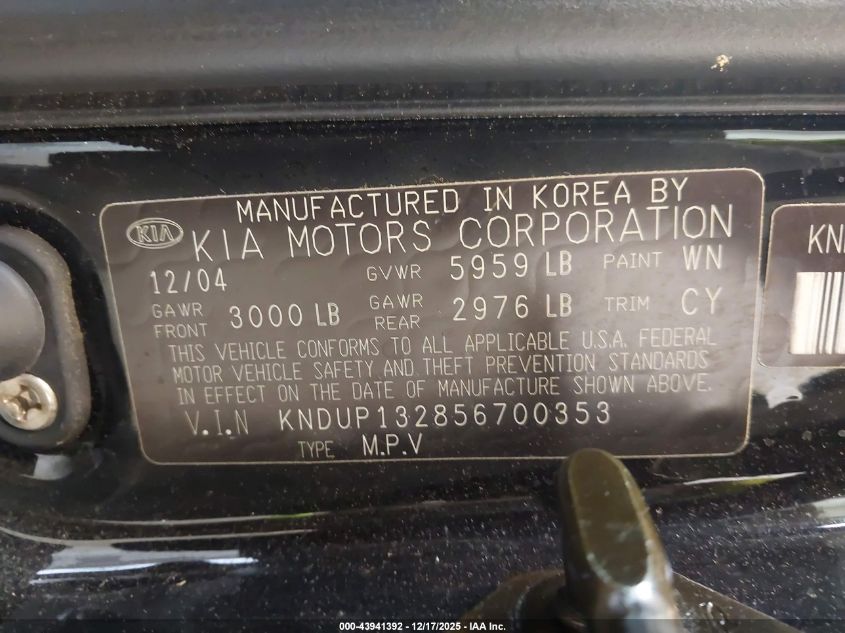 MANUFACTURED IN KOREA BY
KIA KIA MOTORS CORPORATION
12/04 GVWR 5959 LB PAINT WN
GAWR FRONT 3000 LB GAWR REAR 2976 LB TRIM CY
THIS VEHICLE CONFORMS TO ALL APPLICABLE U.S.A. FEDERAL
MOTOR VEHICLE SAFETY AND THEFT PREVENTION STANDARDS
IN EFFECT ON THE DATE OF MANUFACTURE SHOWN ABOVE.
V.I.N KNDUP132856700353
TYPE M.P.V
KN
000-43941392 - 12/17/2025 - IAA Inc.